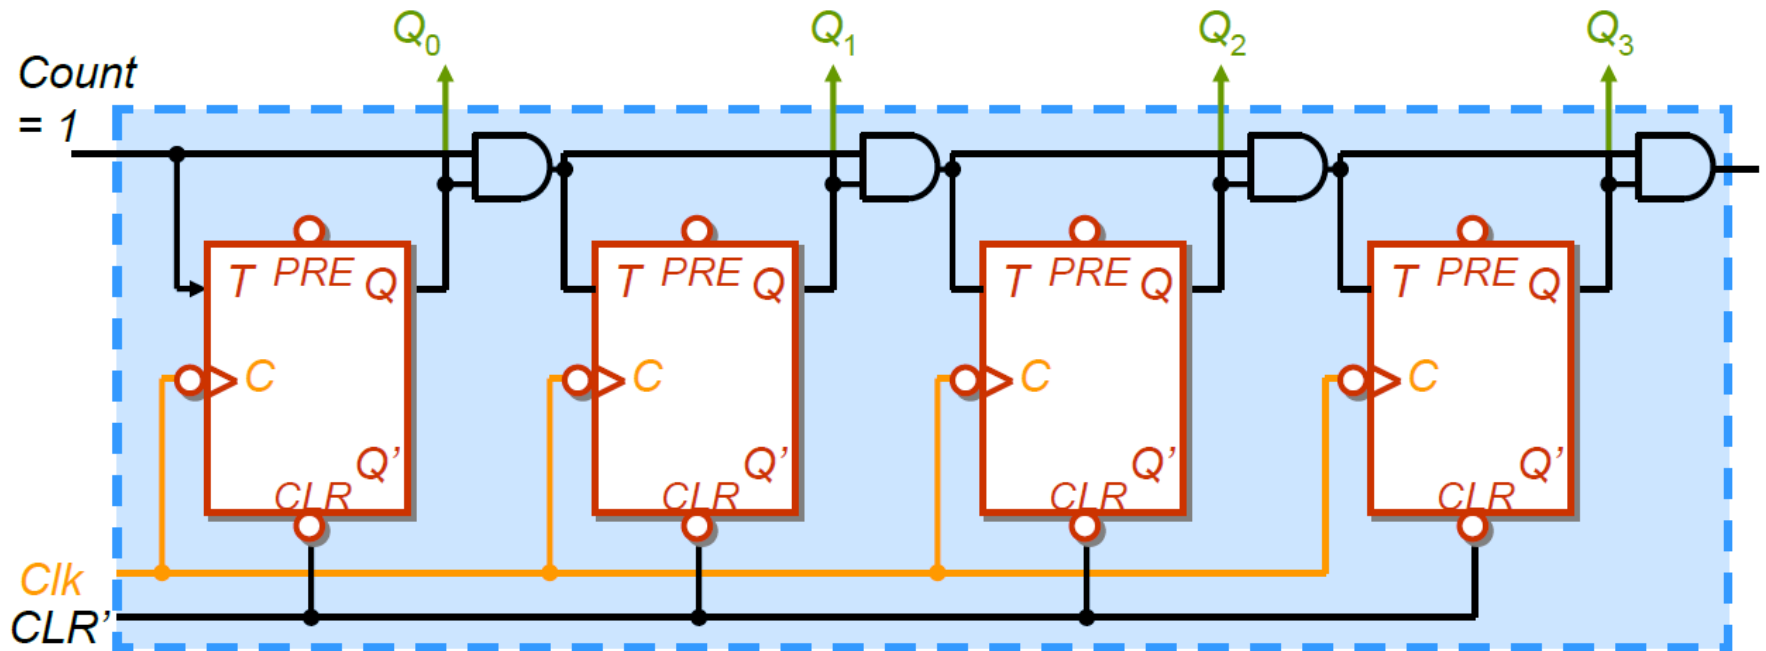 Q0 Q1 Q2 Q3
Count
= 1
T PRE Q T PRE Q T PRE Q T PRE Q
C C C C
Q’ Q’ Q’ Q’
CLR CLR CLR CLR
Clk
CLR’